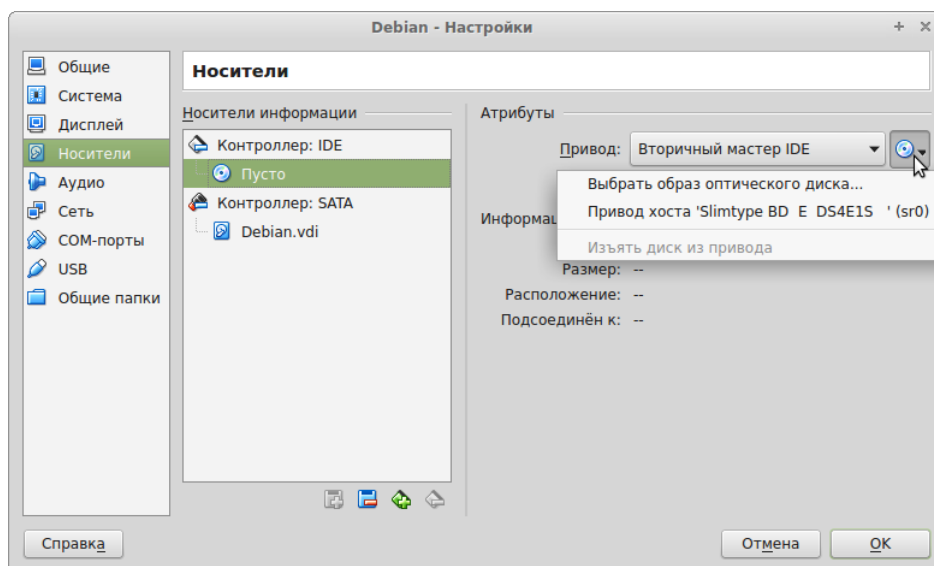 Debian - Настройки
Общие
Система
Дисплей
Носители
Аудио
Сеть
COM-порты
USB
Общие папки
Носители
Носители информации
Контроллер: IDE
Пусто
Контроллер: SATA
Debian.vdi
Атрибуты
Привод: Вторичный мастер IDE
Выбрать образ оптического диска...
Привод хоста 'Slimtype BD E DS4E1S ' (sr0)
Изъять диск из привода
Размер: --
Расположение: --
Подсоединён к: --
Справка
Отмена
OK